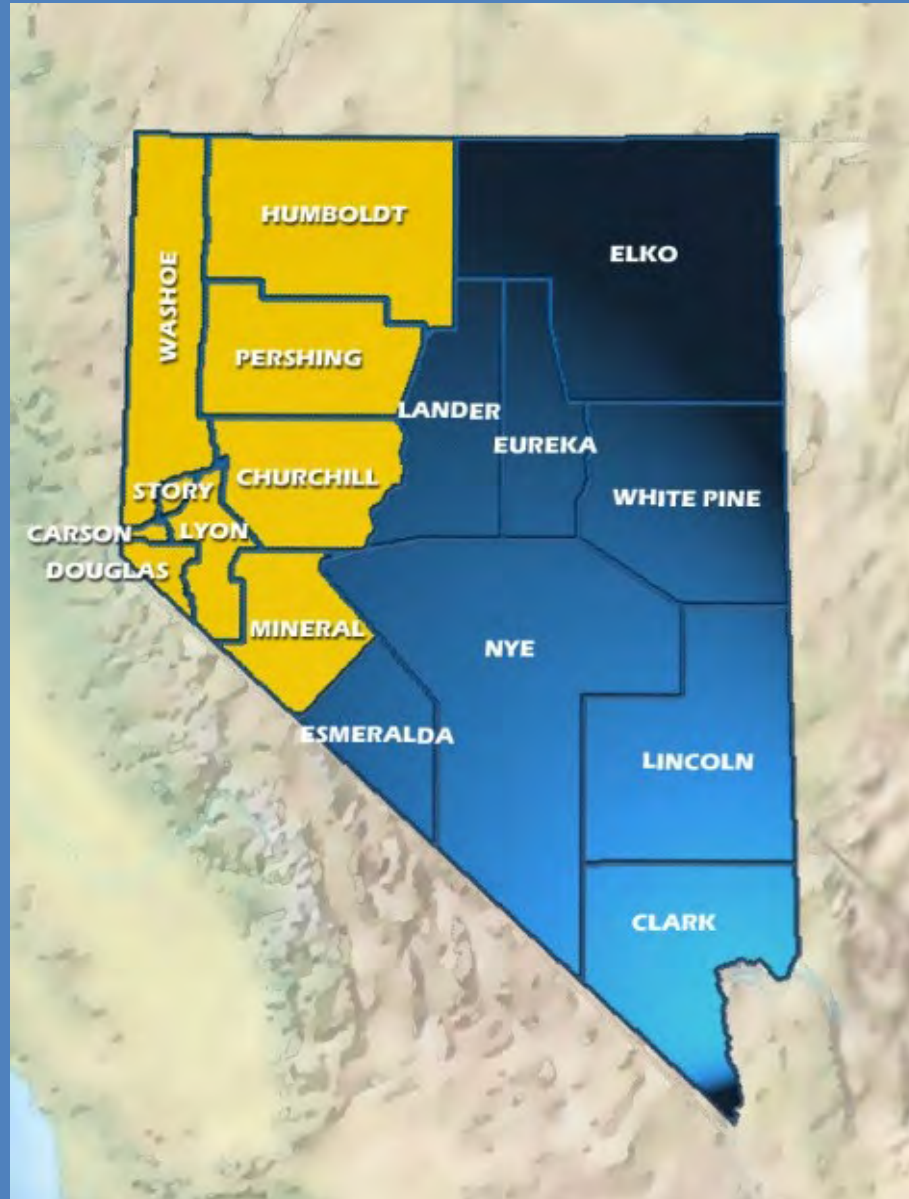 HUMBOLDT
ELKO
WASHOE
PERSHING
LANDER
EUREKA
CHURCHILL
STORY
WHITE PINE
CARSON
LYON
DOUGLAS
MINERAL
NYE
ESMERALDA
LINCOLN
CLARK